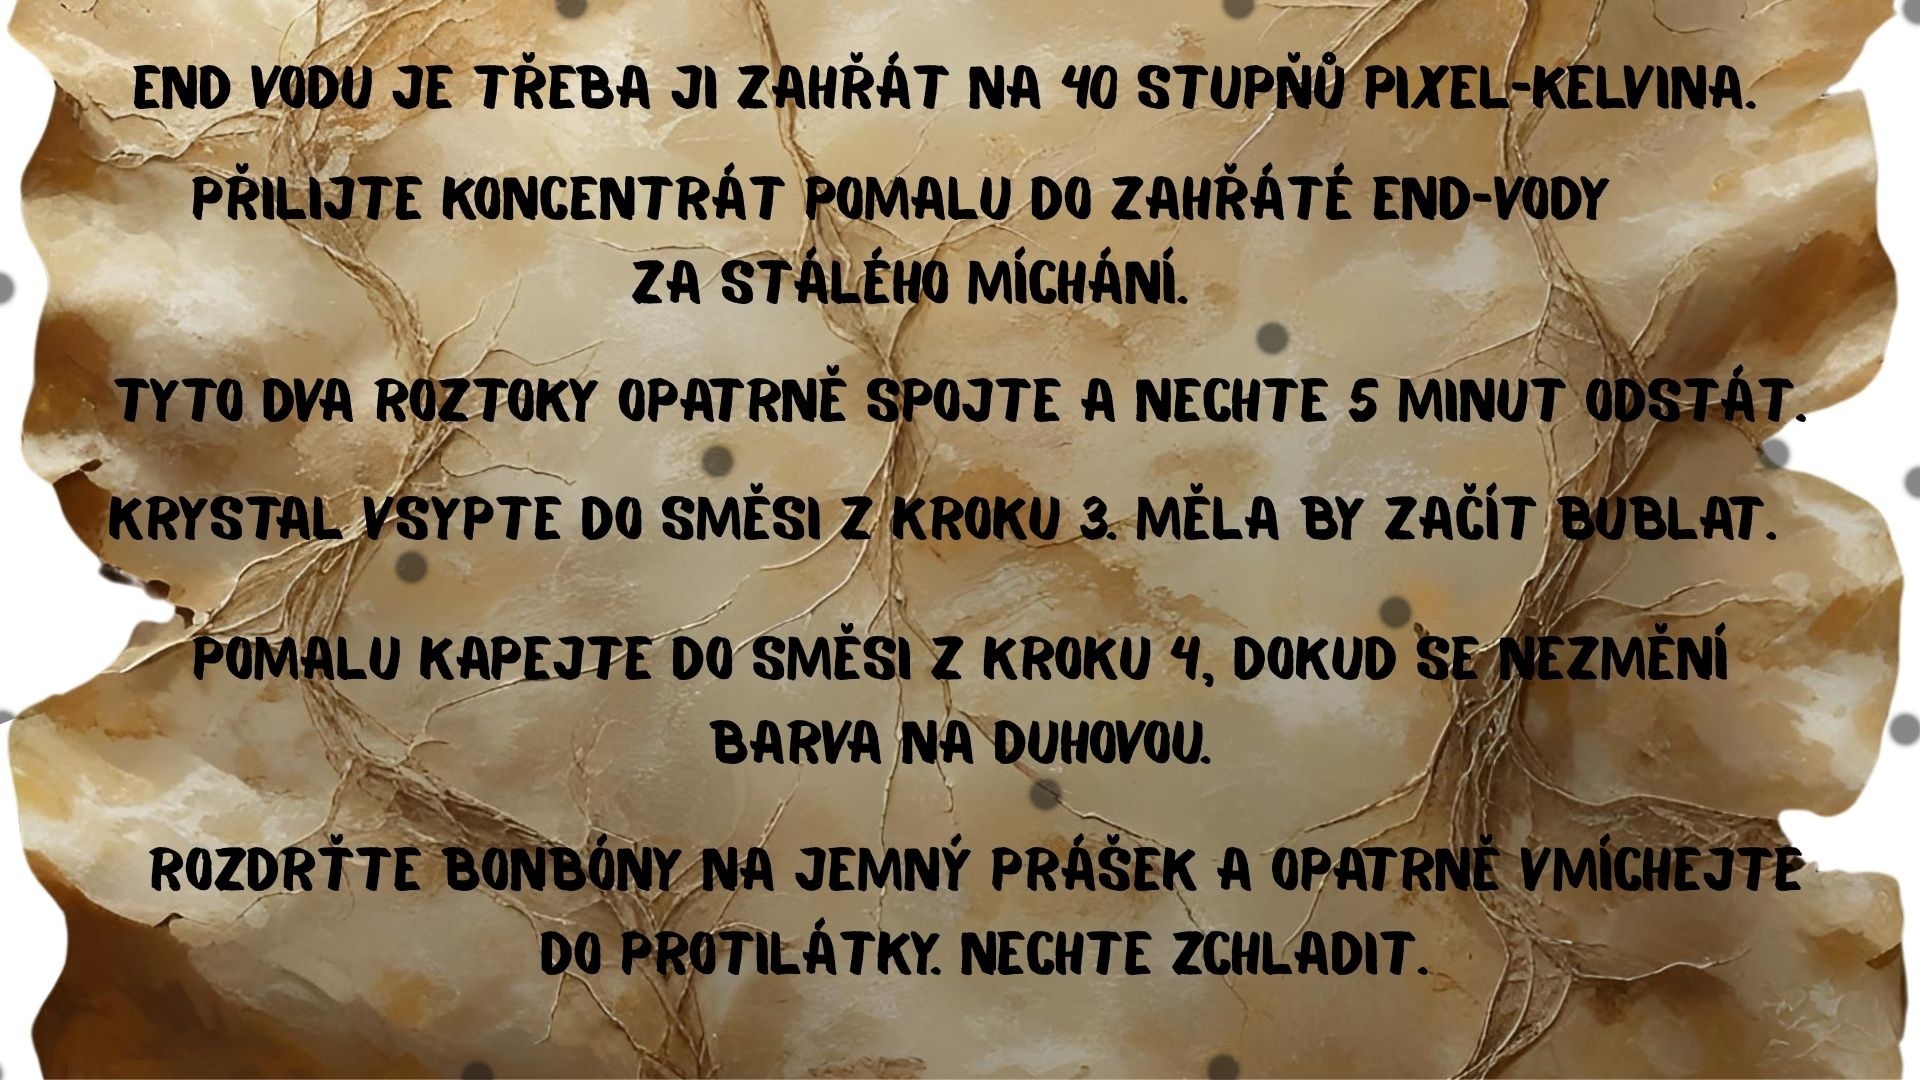 END VODU JE TŘEBA JI ZAHŘÁT NA 40 STUPŇŮ PIXEL-KELVINA.
PŘILIJTE KONCENTRÁT POMALU DO ZAHŘÁTÉ END-VODY
ZA STÁLÉHO MÍCHÁNÍ.
TYTO DVA ROZTOKY OPATRNĚ SPOJTE A NECHTE 5 MINUT ODSTÁT.
KRYSTAL VSYPTE DO SMĚSI Z KROKU 3. MĚLA BY ZAČÍT BUBLAT.
POMALU KAPEJTE DO SMĚSI Z KROKU 4, DOKUD SE NEZMĚNÍ
BARVA NA DUHOVOU.
ROZDRŤTE BONBÓNY NA JEMNÝ PRÁŠEK A OPATRNĚ VMÍCHEJTE
DO PROTILÁTKY. NECHTE ZCHLADIT.